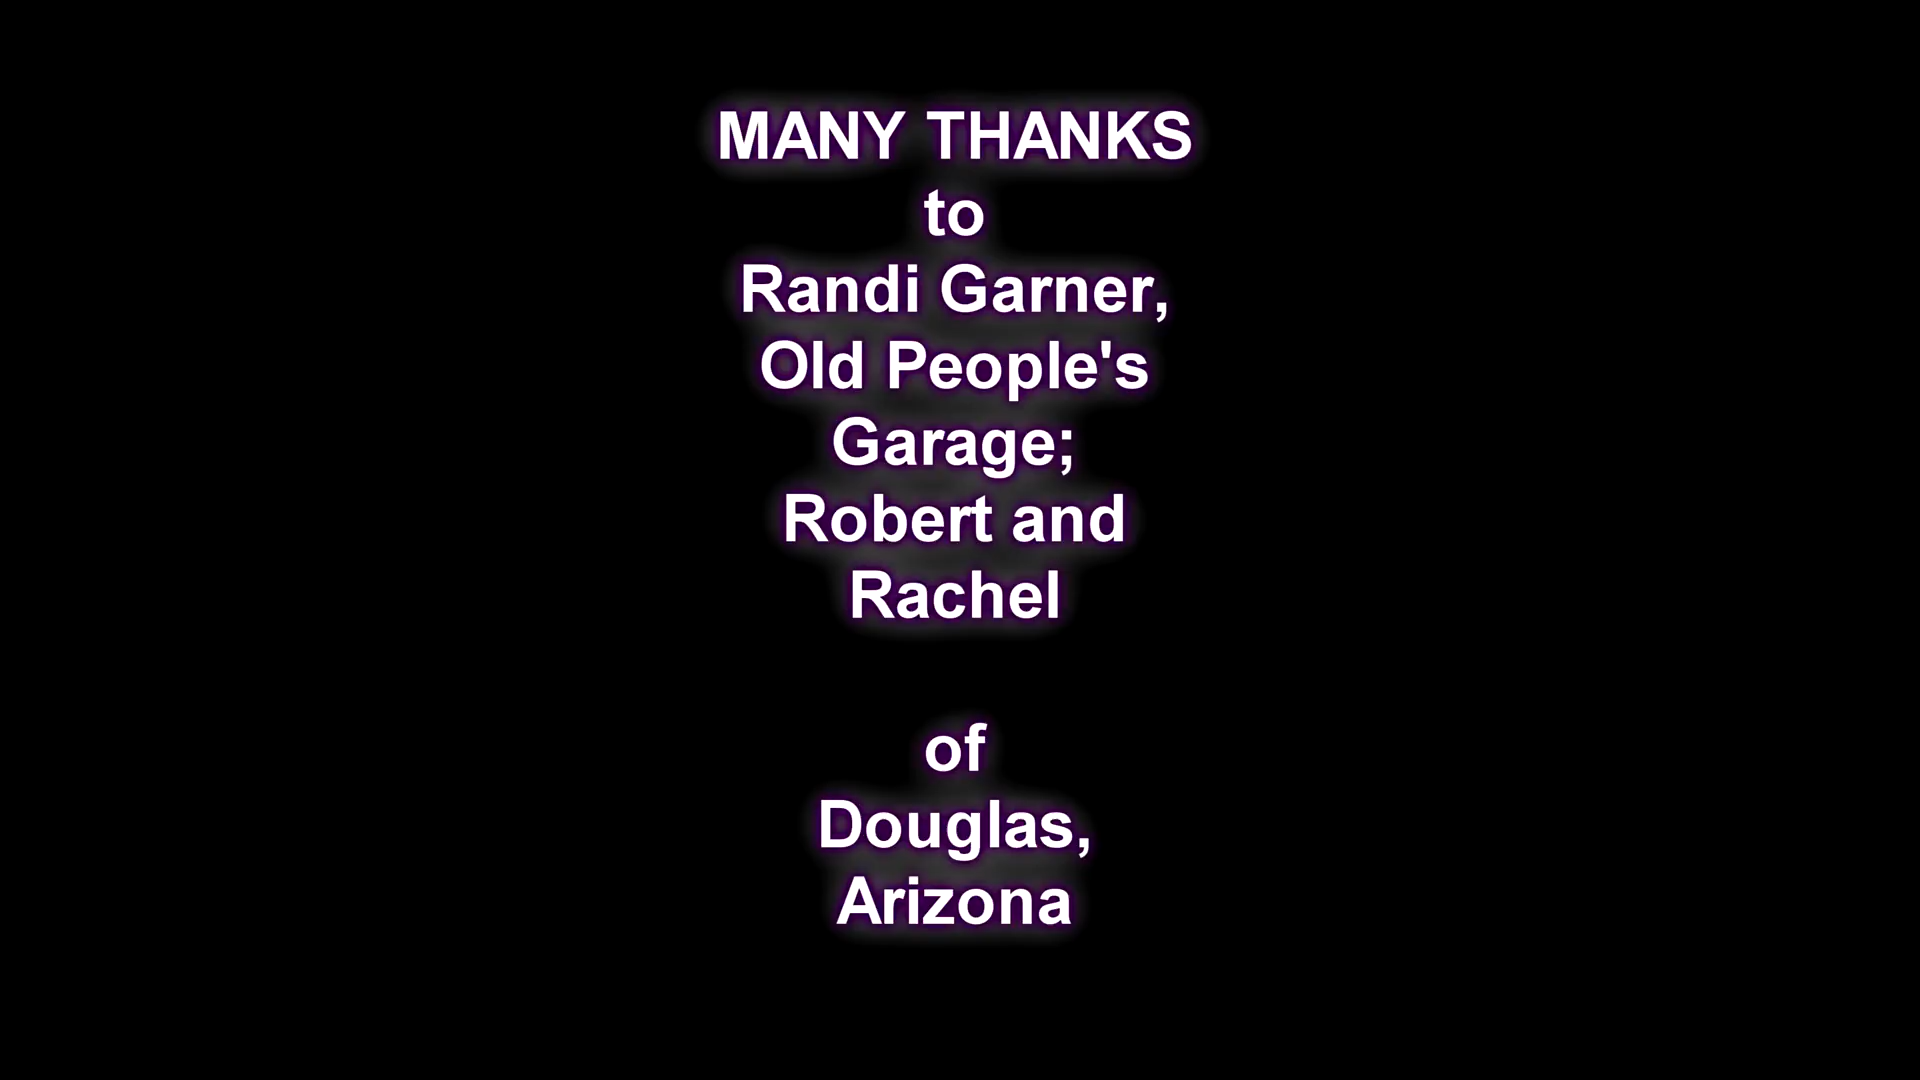 MANY THANKS
to
Randi Garner,
Old People's
Garage;
Robert and
Rachel
of
Douglas,
Arizona